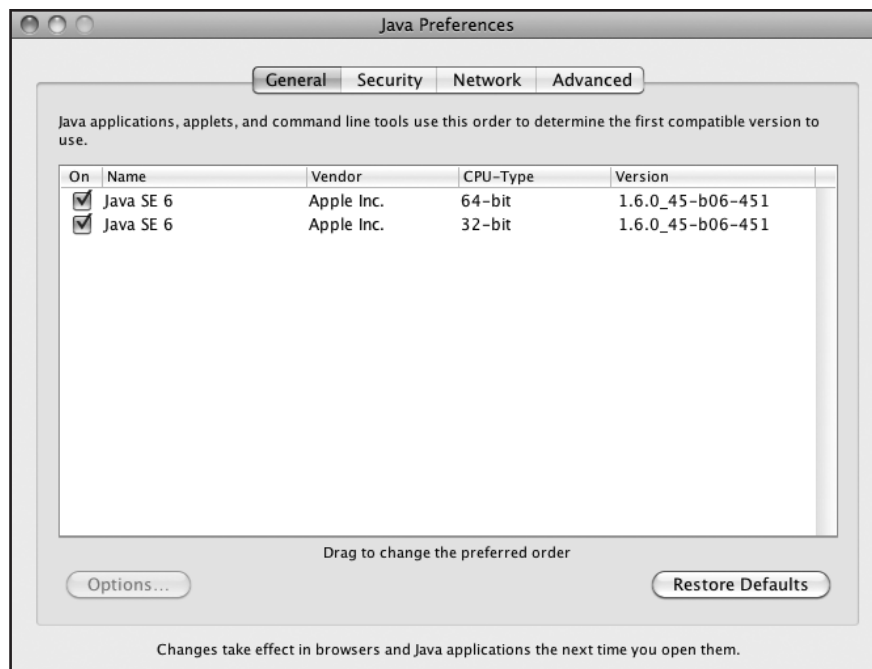 Java Preferences
General Security Network Advanced
Java applications, applets, and command line tools use this order to determine the first compatible version to
use.
On Name Vendor CPU-Type Version
Java SE 6 Apple Inc. 64-bit 1.6.0_45-b06-451
Java SE 6 Apple Inc. 32-bit 1.6.0_45-b06-451
Drag to change the preferred order
Options... Restore Defaults
Changes take effect in browsers and Java applications the next time you open them.